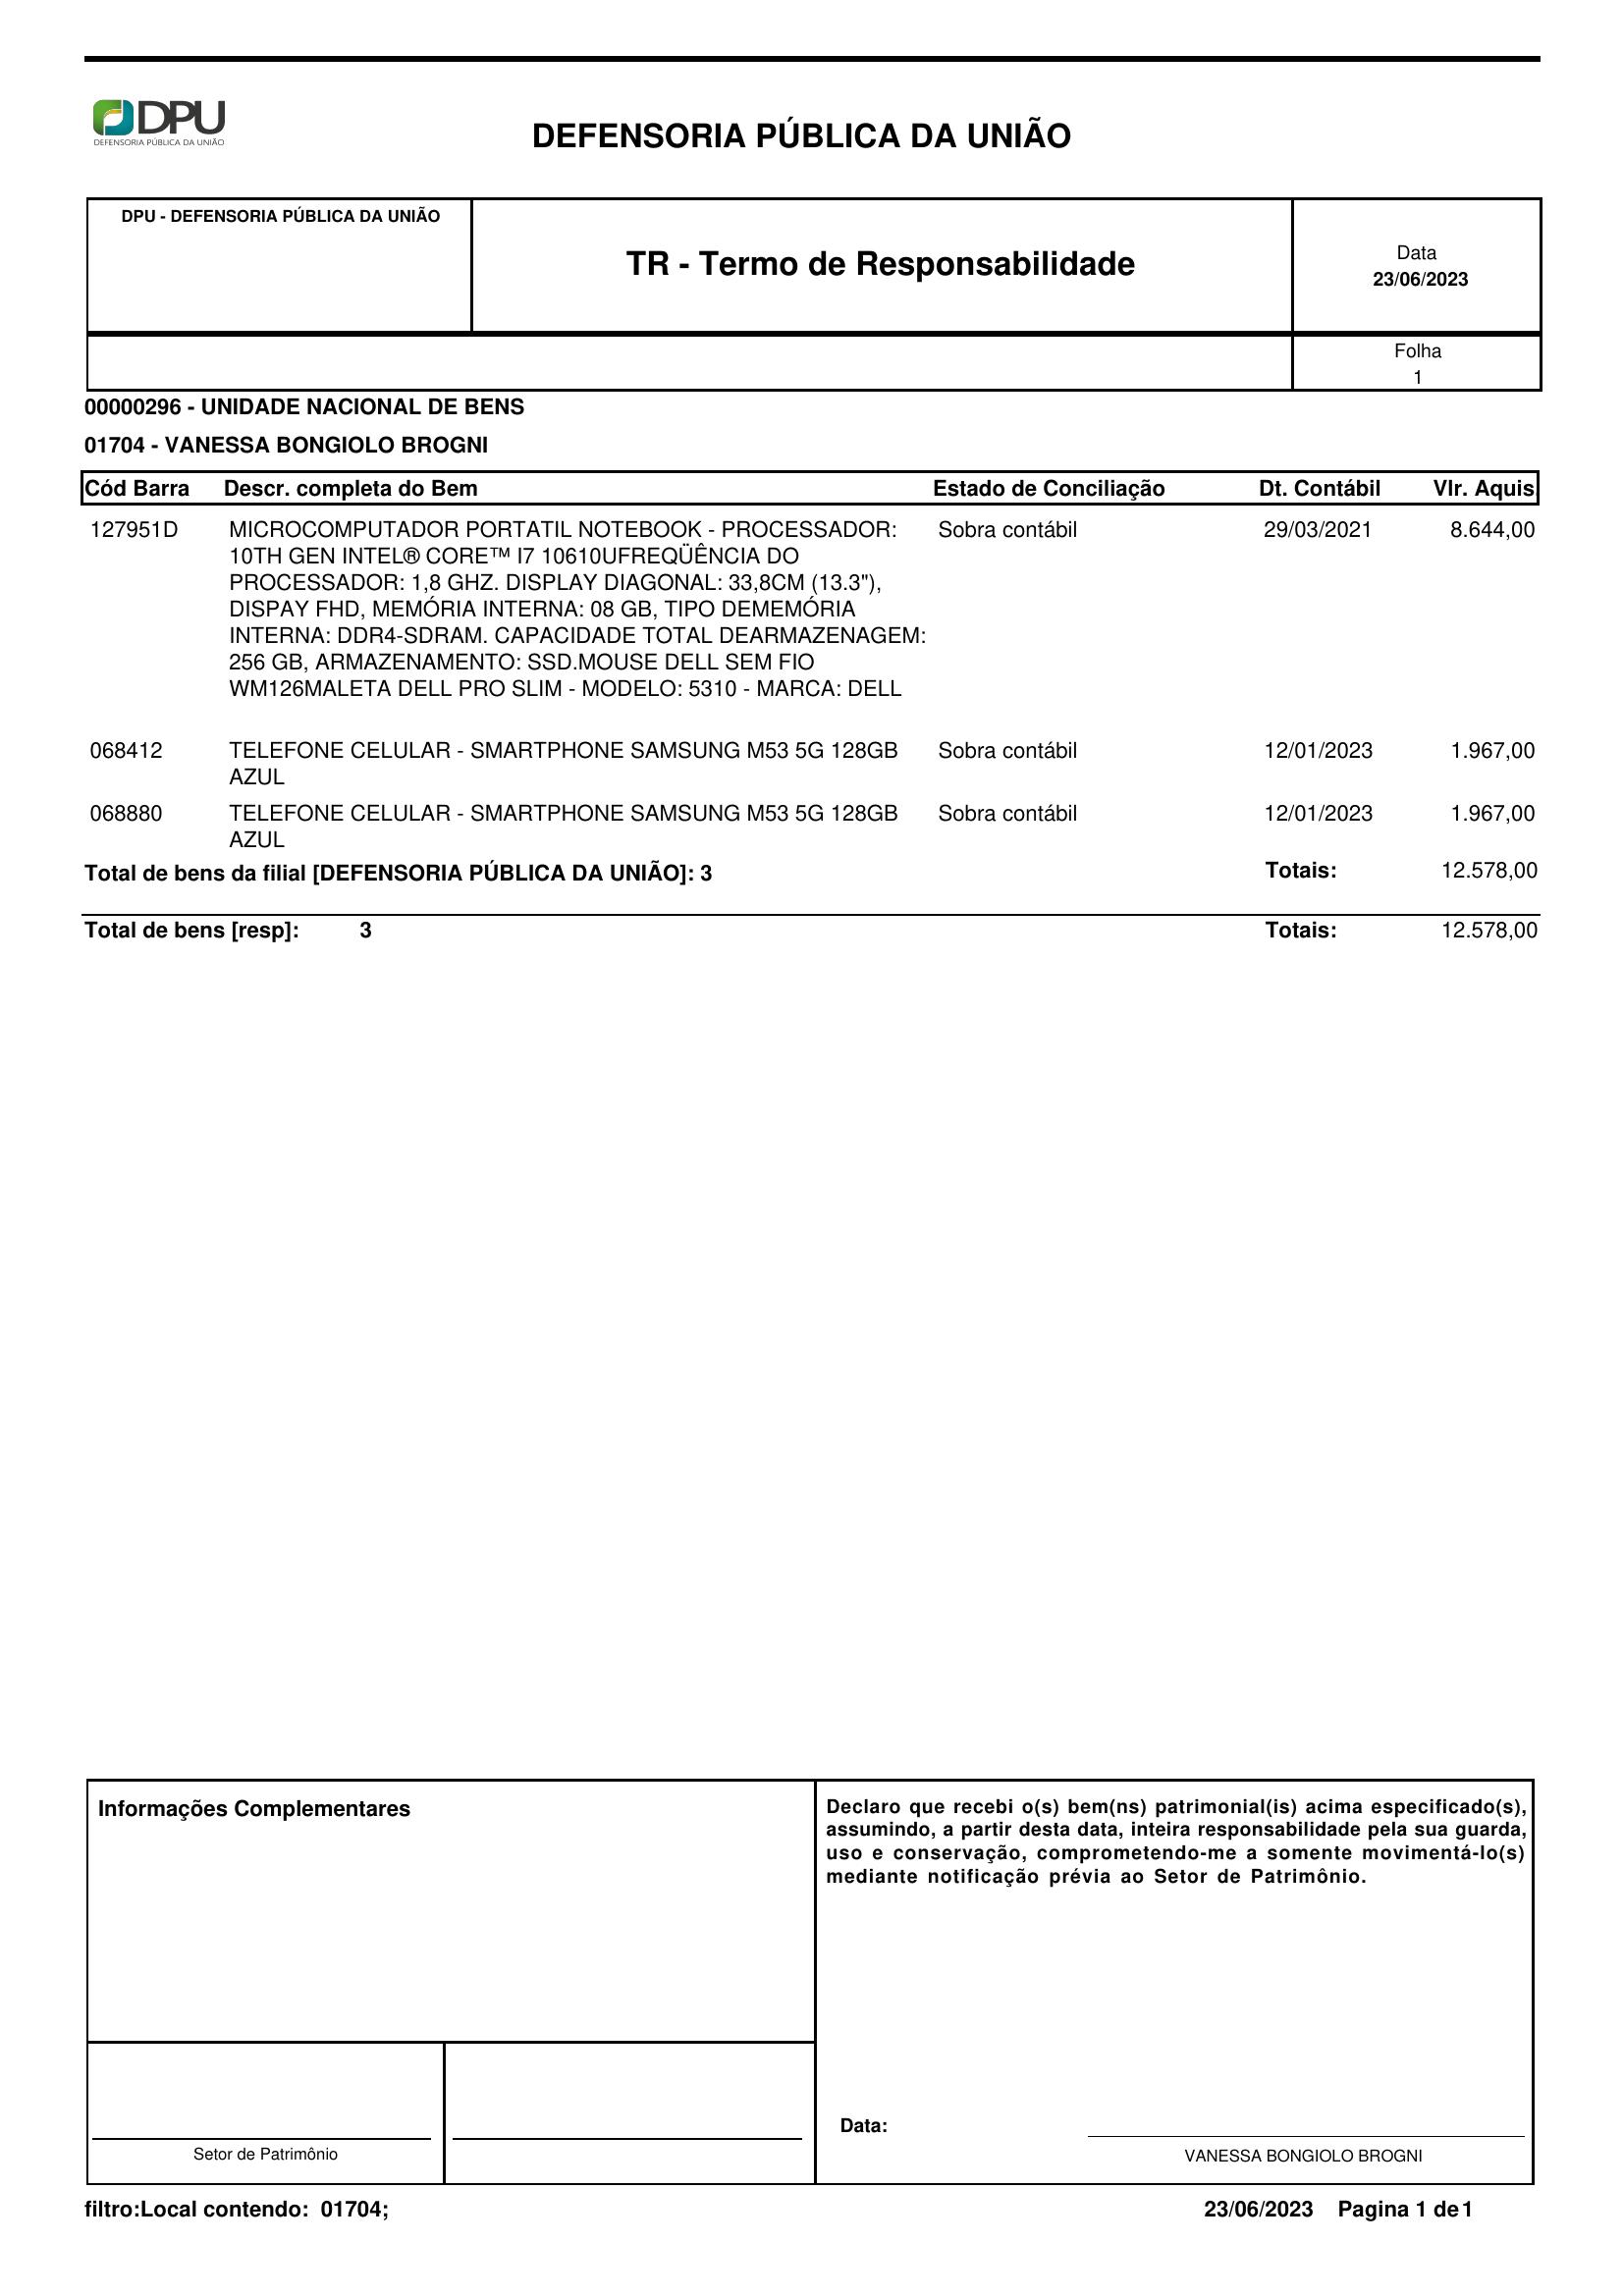 DPU
DEFENSORIA PÚBLICA DA UNIÃO
DEFENSORIA PÚBLICA DA UNIÃO
DPU - DEFENSORIA PÚBLICA DA UNIÃO
TR - Termo de Responsabilidade
Data
23/06/2023
Folha
1
00000296 - UNIDADE NACIONAL DE BENS
01704 - VANESSA BONGIOLO BROGNI
Cód Barra Descr. completa do Bem Estado de Conciliação Dt. Contábil Vlr. Aquis
127951D MICROCOMPUTADOR PORTATIL NOTEBOOK - PROCESSADOR: Sobra contábil 29/03/2021 8.644,00
10TH GEN INTEL® CORE™ I7 10610UFREQÜÊNCIA DO
PROCESSADOR: 1,8 GHZ. DISPLAY DIAGONAL: 33,8CM (13.3"),
DISPAY FHD, MEMÓRIA INTERNA: 08 GB, TIPO DEMEMÓRIA
INTERNA: DDR4-SDRAM. CAPACIDADE TOTAL DEARMAZENAGEM:
256 GB, ARMAZENAMENTO: SSD.MOUSE DELL SEM FIO
WM126MALETA DELL PRO SLIM - MODELO: 5310 - MARCA: DELL
068412 TELEFONE CELULAR - SMARTPHONE SAMSUNG M53 5G 128GB Sobra contábil 12/01/2023 1.967,00
AZUL
068880 TELEFONE CELULAR - SMARTPHONE SAMSUNG M53 5G 128GB Sobra contábil 12/01/2023 1.967,00
AZUL
Total de bens da filial [DEFENSORIA PÚBLICA DA UNIÃO]: 3 Totais: 12.578,00
Total de bens [resp]: 3 Totais: 12.578,00
Informações Complementares
Declaro que recebi o(s) bem(ns) patrimonial(is) acima especificado(s),
assumindo, a partir desta data, inteira responsabilidade pela sua guarda,
uso e conservação, comprometendo-me a somente movimentá-lo(s)
mediante notificação prévia ao Setor de Patrimônio.
Data:
Setor de Patrimônio
VANESSA BONGIOLO BROGNI
filtro:Local contendo: 01704; 23/06/2023 Pagina 1 de 1